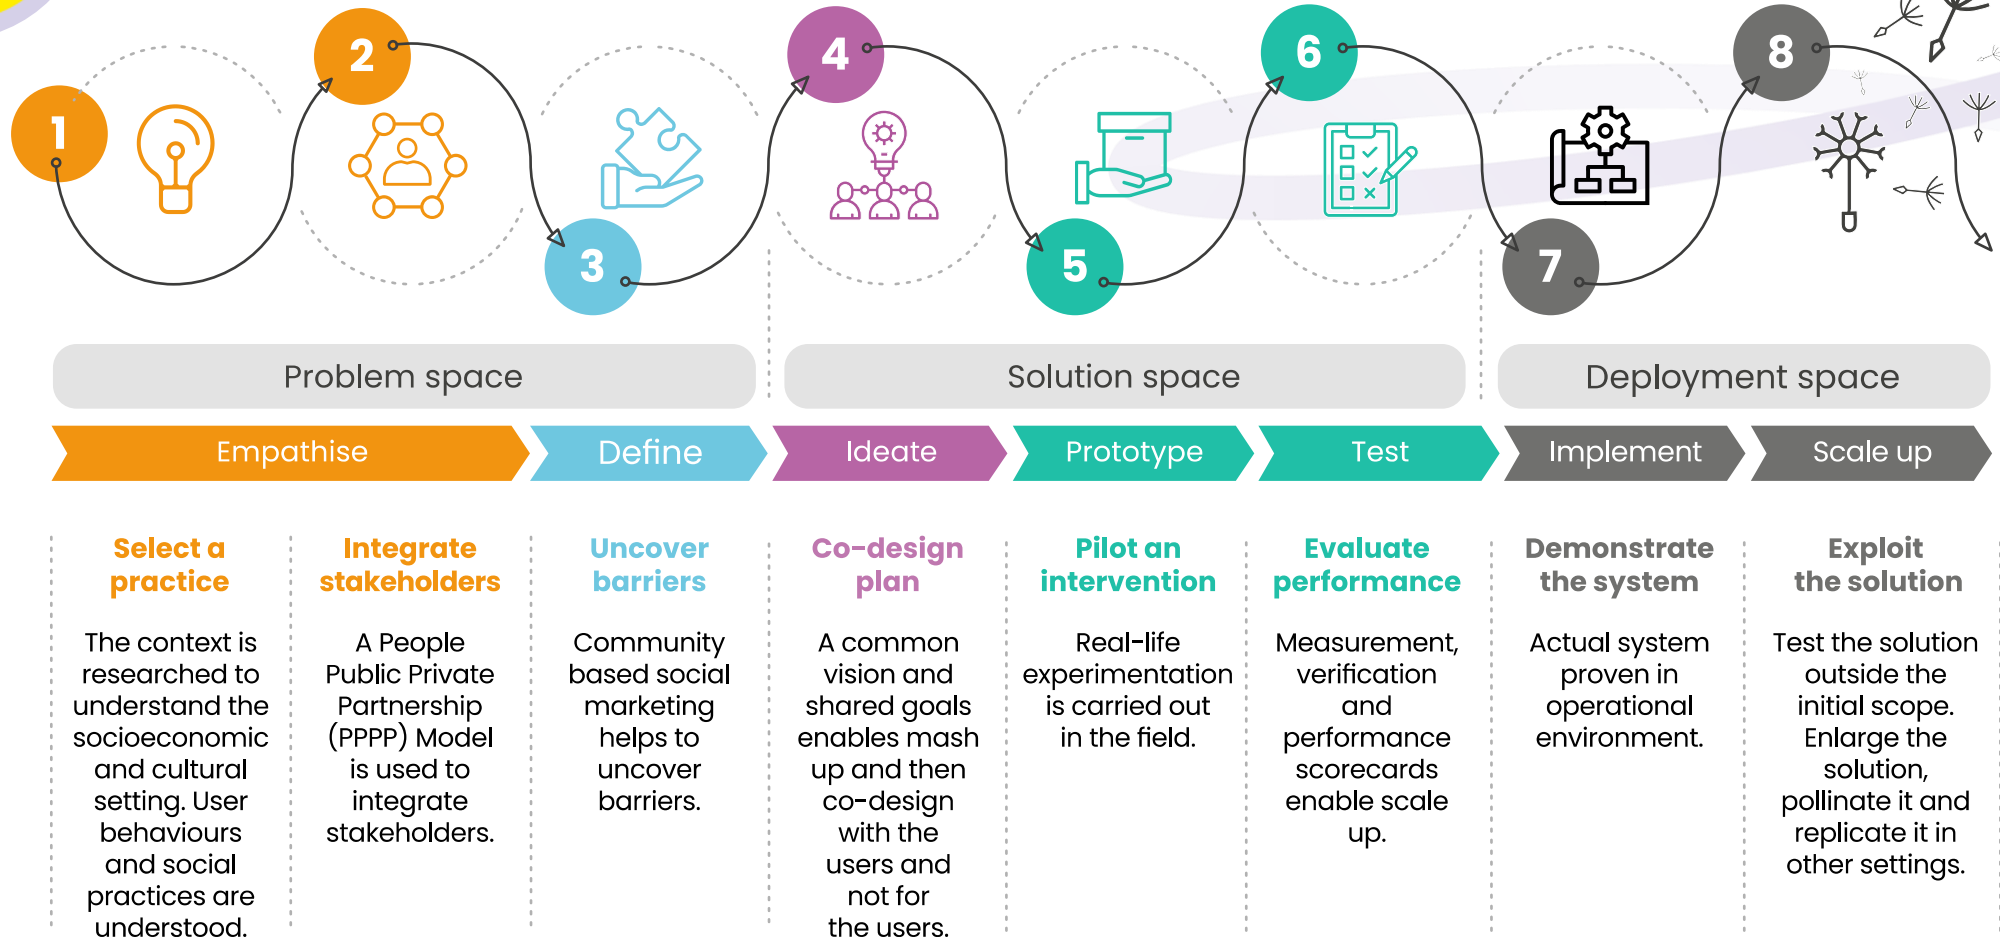 1
2
3
4
5
6
7
8
Problem space
Solution space
Deployment space
Empathise
Define
Ideate
Prototype
Test
Implement
Scale up
Select a
practice
The context is
researched to
understand the
socioeconomic
and cultural
setting. User
behaviours
and social
practices are
understood.
Integrate
stakeholders
A People
Public Private
Partnership
(PPPP) Model
is used to
integrate
stakeholders.
Uncover
barriers
Community
based social
marketing
helps to
uncover
barriers.
Co-design
plan
A common
vision and
shared goals
enables mash
up and then
co-design
with the
users and
not for
the users.
Pilot an
intervention
Real-life
experimentation
is carried out
in the field.
Evaluate
performance
Measurement,
verification
and
performance
scorecards
enable scale
up.
Demonstrate
the system
Actual system
proven in
operational
environment.
Exploit
the solution
Test the solution
outside the
initial scope.
Enlarge the
solution,
pollinate it and
replicate it in
other settings.